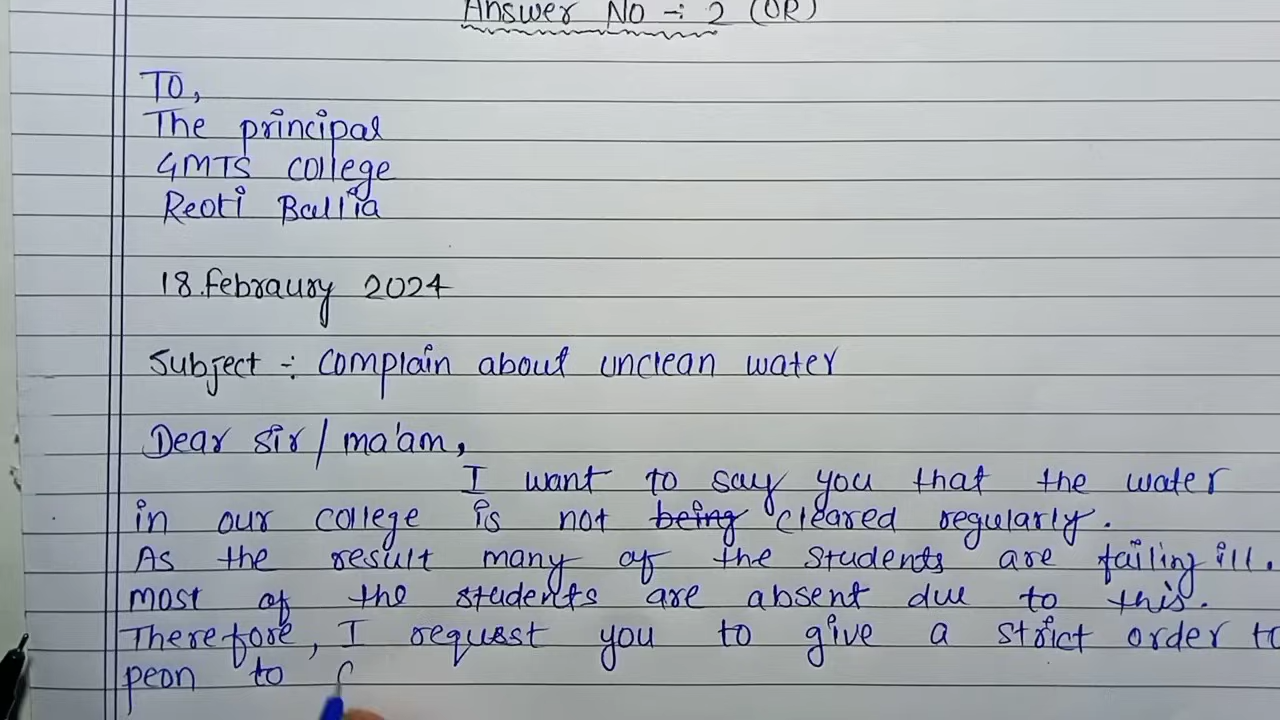 Answer No -: 2 (OR)
To,
The principal
GMTS college
Reoti Ballia
18.Febraury 2024
Subject -: complain about unclean water
Dear sir/ma'am,
I want to say you that the water
in our college is not being cleared regularly.
As the result many of the students are failing ill.
most of the students are absent due to this.
Therefore, I request you to give a strict order to
peon to